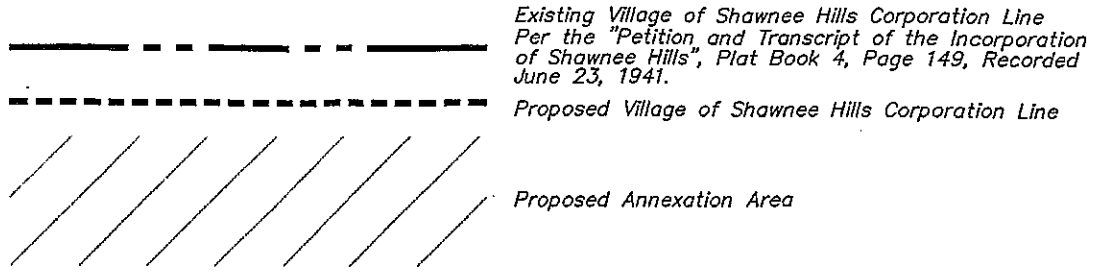 Existing Village of Shawnee Hills Corporation Line
Per the "Petition and Transcript of the Incorporation
of Shawnee Hills", Plat Book 4, Page 149, Recorded
June 23, 1941.
Proposed Village of Shawnee Hills Corporation Line
Proposed Annexation Area